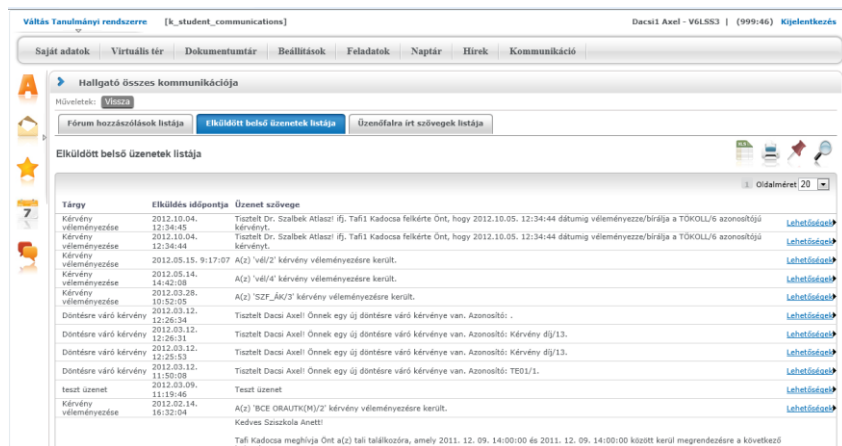 Váltás Tanulmányi rendszerre [k_student_communications] Dacsi1 Axel - V6LSS3 | (999:46) Kijelentkezés
Saját adatok Virtuális tér Dokumentumtár Beállítások Feladatok Naptár Hírek Kommunikáció
Hallgató összes kommunikációja
Műveletek: Vissza
Fórum hozzászólások listája Elküldött belső üzenetek listája Üzenőfalra írt szövegek listája
Elküldött belső üzenetek listája
1 Oldalméret 20
Tárgy Elküldés időpontja Üzenet szövege
Kérvény véleményezése 2012.10.04. 12:34:45 Tisztelt Dr. Szalbek Atlasz! ifj. Tafi1 Kadocsa felkérte Önt, hogy 2012.10.05. 12:34:44 dátumig véleményezze/bírálja a TÓKOLL/6 azonosítójú kérvényt. Lehetőségek
Kérvény véleményezése 2012.10.04. 12:34:44 Tisztelt Dr. Szalbek Atlasz! ifj. Tafi1 Kadocsa felkérte Önt, hogy 2012.10.05. 12:34:44 dátumig véleményezze/bírálja a TÓKOLL/6 azonosítójú kérvényt. Lehetőségek
Kérvény véleményezése 2012.05.15. 9:17:07 A(z) 'vél/2' kérvény véleményezésre került. Lehetőségek
Kérvény véleményezése 2012.05.14. 14:42:08 A(z) 'vél/4' kérvény véleményezésre került. Lehetőségek
Kérvény véleményezése 2012.03.28. 10:52:05 A(z) 'SZF_ÁK/3' kérvény véleményezésre került. Lehetőségek
Döntésre váró kérvény 2012.03.12. 12:26:34 Tisztelt Dacsi Axel! Önnek egy új döntésre váró kérvénye van. Azonosító: . Lehetőségek
Döntésre váró kérvény 2012.03.12. 12:26:31 Tisztelt Dacsi Axel! Önnek egy új döntésre váró kérvénye van. Azonosító: Kérvény díj/13. Lehetőségek
Döntésre váró kérvény 2012.03.12. 12:25:53 Tisztelt Dacsi Axel! Önnek egy új döntésre váró kérvénye van. Azonosító: Kérvény díj/13. Lehetőségek
Döntésre váró kérvény 2012.03.12. 11:50:08 Tisztelt Dacsi Axel! Önnek egy új döntésre váró kérvénye van. Azonosító: TE01/1. Lehetőségek
teszt üzenet 2012.03.09. 11:19:46 Teszt üzenet Lehetőségek
Kérvény véleményezése 2012.02.14. 16:32:04 A(z) 'BCE ORAUTK(M)/2' kérvény véleményezésre került. Lehetőségek
Kedves Sziszkola Anett!
Tafi Kadocsa meghívja Önt a(z) tali találkozóra, amely 2011. 12. 09. 14:00:00 és 2011. 12. 09. 14:00:00 között kerül megrendezésre a következő
7